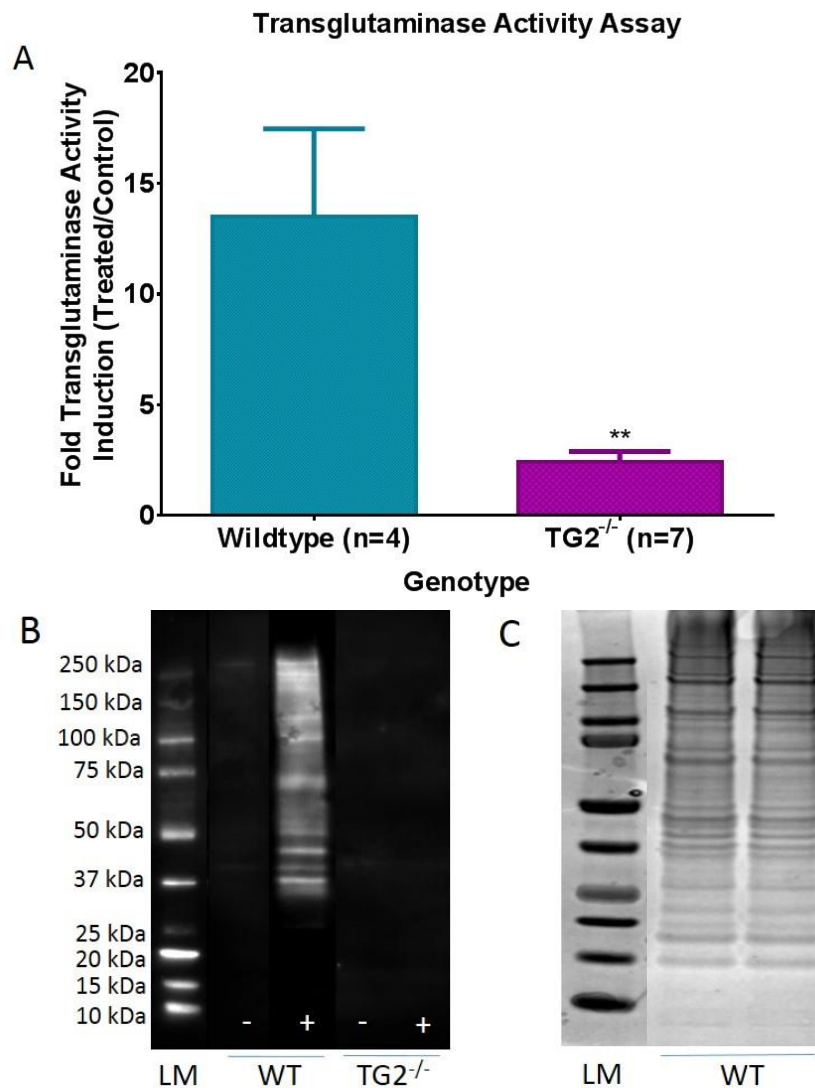 Transglutaminase Activity Assay
A
Fold Transglutaminase Activity
Induction (Treated/Control)
20
15
10
5
0
**
Wildtype (n=4)
TG2-/- (n=7)
Genotype
B
250 kDa
150 kDa
100 kDa
75 kDa
50 kDa
37 kDa
25 kDa
20 kDa
15 kDa
10 kDa
- + - +
LM WT TG2-/-
C
LM WT